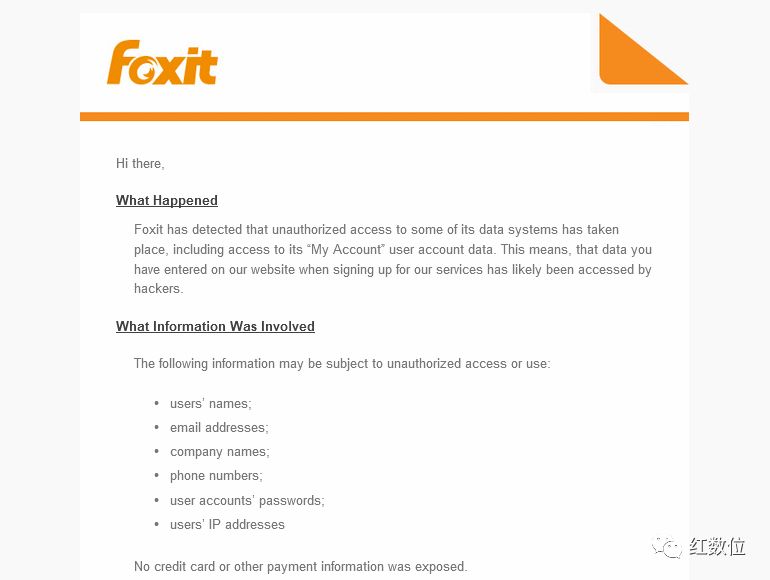 Foxit
Hi there,
What Happened
Foxit has detected that unauthorized access to some of its data systems has taken
place, including access to its “My Account” user account data. This means, that data you
have entered on our website when signing up for our services has likely been accessed by
hackers.
What Information Was Involved
The following information may be subject to unauthorized access or use:
• users’ names;
• email addresses;
• company names;
• phone numbers;
• user accounts’ passwords;
• users’ IP addresses
No credit card or other payment information was exposed.
红数位